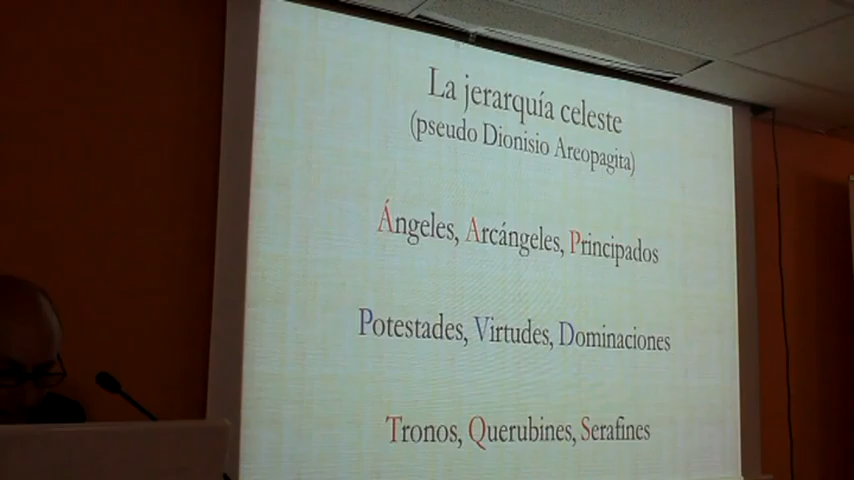 La jerarquía celeste
(pseudo Dionisio Areopagita)
Ángeles, Arcángeles, Principados
Potestades, Virtudes, Dominaciones
Tronos, Querubines, Serafines